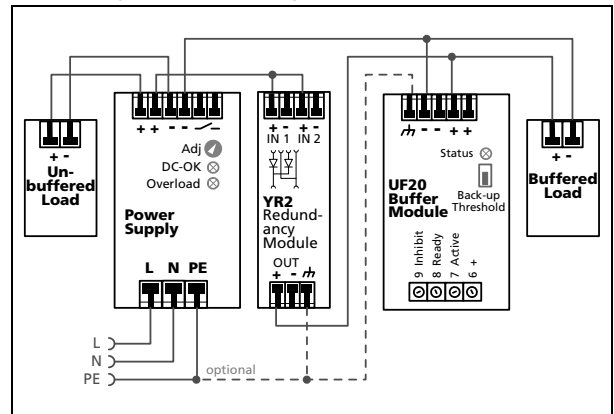 + -
Un-
buffered
Load
+ + - -
Adj
DC-OK
Overload
Power
Supply
L N PE
+ - + -
IN 1 IN 2
YR2
Redund-
ancy
Module
OUT
+ -
- - + +
Status
Back-up
Threshold
UF20
Buffer
Module
9 Inhibit
8 Ready
7 Active
6 +
+ -
Buffered
Load
L
N
PE
optional